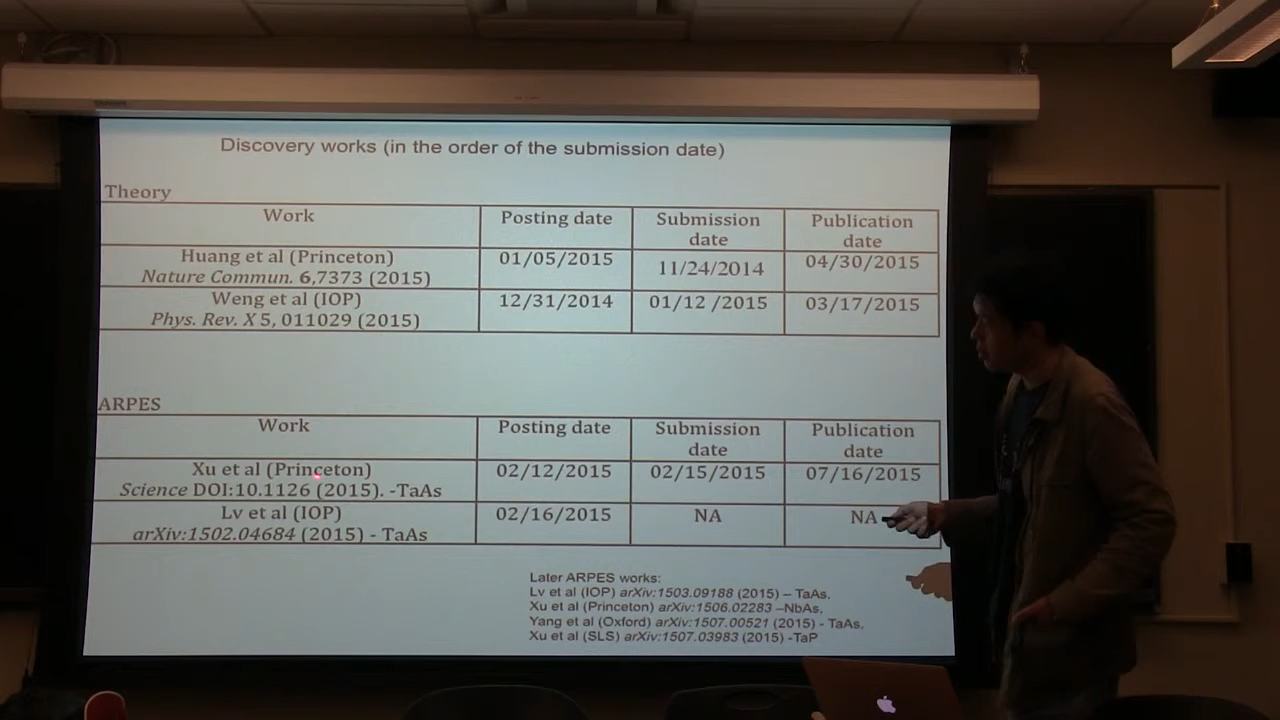 Discovery works (in the order of the submission date)
Theory
Work Posting date Submission date Publication date
Huang et al (Princeton) 01/05/2015 11/24/2014 04/30/2015
Nature Commun. 6,7373 (2015)
Weng et al (IOP) 12/31/2014 01/12 /2015 03/17/2015
Phys. Rev. X 5, 011029 (2015)
ARPES
Work Posting date Submission date Publication date
Xu et al (Princeton) 02/12/2015 02/15/2015 07/16/2015
Science DOI:10.1126 (2015). -TaAs
Lv et al (IOP) 02/16/2015 NA NA
arXiv:1502.04684 (2015) - TaAs
Later ARPES works:
Lv et al (IOP) arXiv:1503.09188 (2015) – TaAs.
Xu et al (Princeton) arXiv:1506.02283 –NbAs.
Yang et al (Oxford) arXiv:1507.00521 (2015) - TaAs.
Xu et al (SLS) arXiv:1507.03983 (2015) -TaP